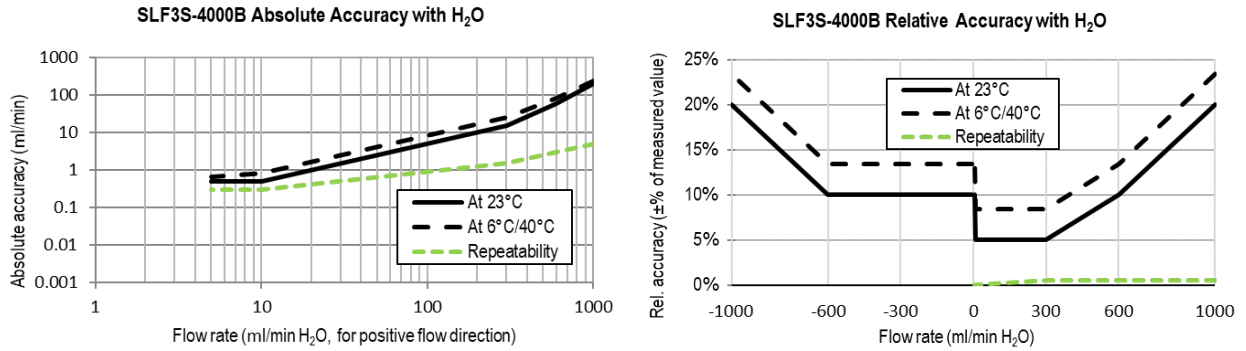 SLF3S-4000B Absolute Accuracy with H₂O
Absolute accuracy (ml/min)
1000
100
10
1
0.1
0.01
0.001
At 23°C
At 6°C/40°C
Repeatability
1 10 100 1000
Flow rate (ml/min H₂O, for positive flow direction)
SLF3S-4000B Relative Accuracy with H₂O
Rel. accuracy (±% of measured value)
25%
20%
15%
10%
5%
0%
At 23°C
At 6°C/40°C
Repeatability
-1000 -600 -300 0 300 600 1000
Flow rate (ml/min H₂O)